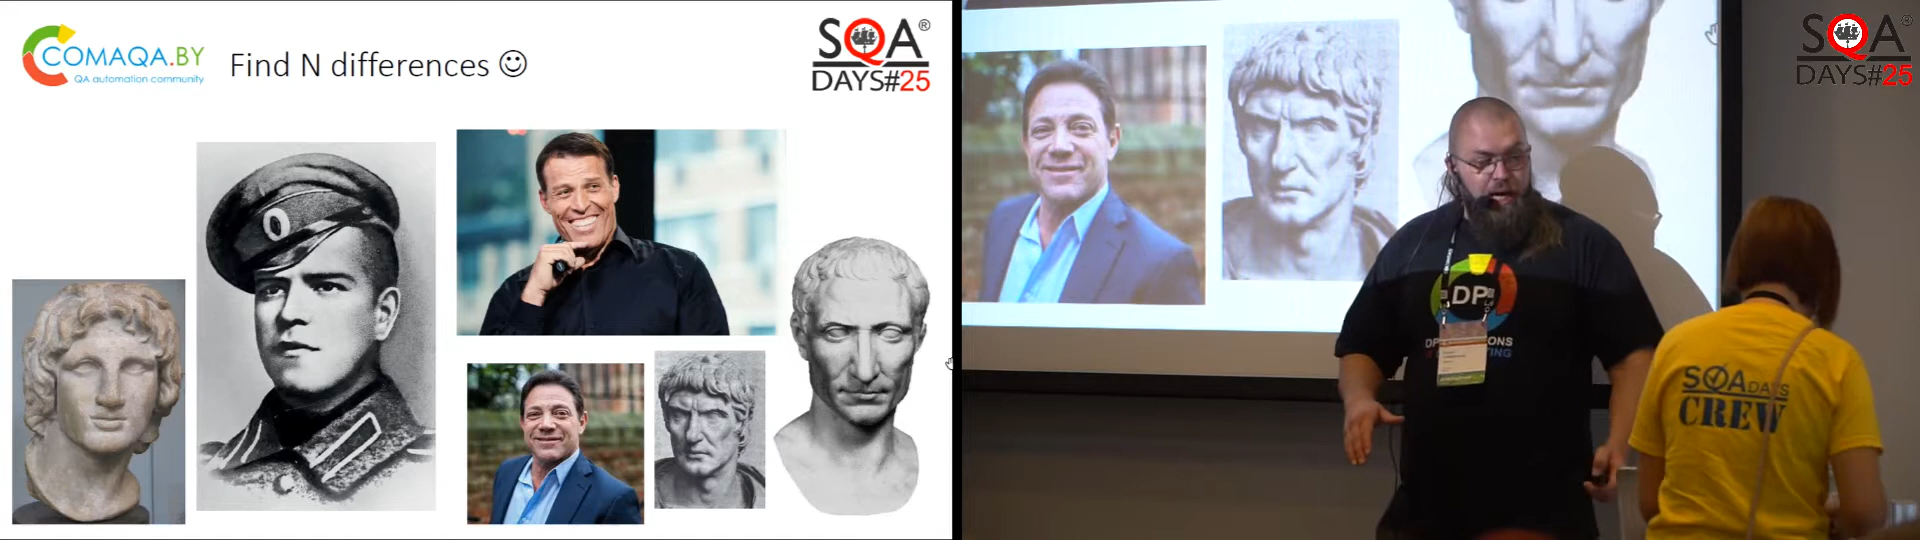 COMAQA.BY
QA automation community
Find N differences
SQA®
DAYS#25
SQA®
DAYS#25
DP
SQA DAYS
CREW